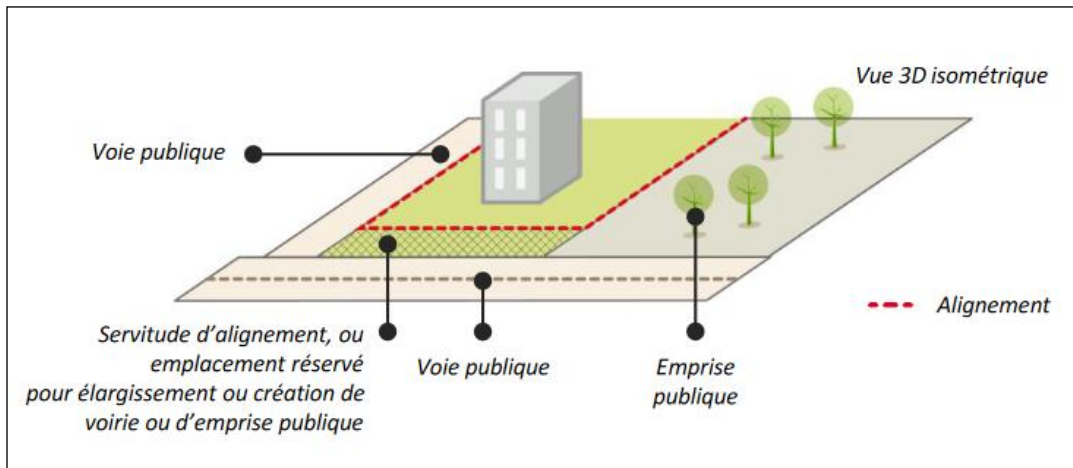 Vue 3D isométrique
Voie publique
Alignement
Servitude d’alignement, ou
emplacement réservé
pour élargissement ou création de
voirie ou d’emprise publique
Voie publique
Emprise
publique